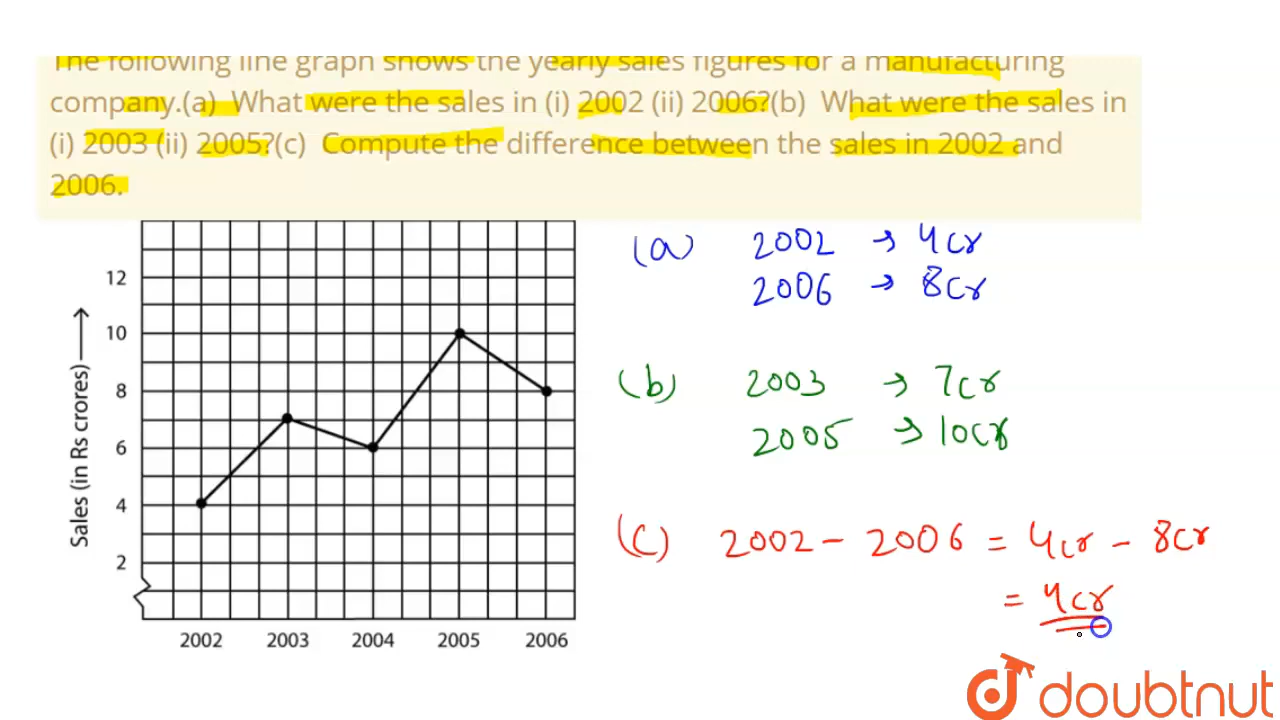 The following line graph shows the yearly sales figures for a manufacturing
company.(a) What were the sales in (i) 2002 (ii) 2006?(b) What were the sales in
(i) 2003 (ii) 2005?(c) Compute the difference between the sales in 2002 and
2006.
(a) 2002 → 4cr
2006 → 8cr
(b) 2003 → 7cr
2005 → 10cr
(c) 2002 - 2006 = 4cr - 8cr
= 4cr
Sales (in Rs crores) →
12
10
8
6
4
2
2002 2003 2004 2005 2006
doubtnut